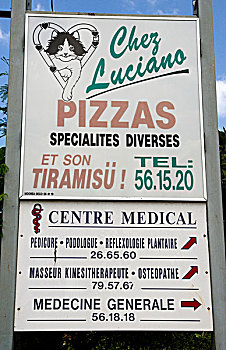 Chez
Luciano
PIZZAS
SPECIALITES DIVERSES
ET SON
TIRAMISÜ !
TEL:
56.15.20
CENTRE MEDICAL
PEDICURE • PODOLOGUE • REFLEXOLOGIE PLANTAIRE
26.65.60
MASSEUR KINESITHERAPEUTE • OSTEOPATHE
79.57.67
MEDECINE GENERALE
56.18.18